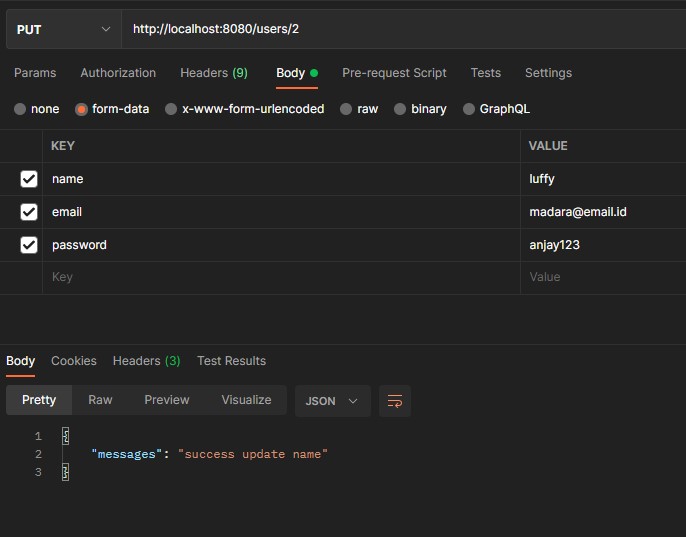 PUT http://localhost:8080/users/2
Params Authorization Headers (9) Body Pre-request Script Tests Settings
none form-data x-www-form-urlencoded raw binary GraphQL
KEY VALUE
name luffy
email madara@email.id
password anjay123
Key Value
Body Cookies Headers (3) Test Results
Pretty Raw Preview Visualize JSON
1 {
2 "messages": "success update name"
3 }